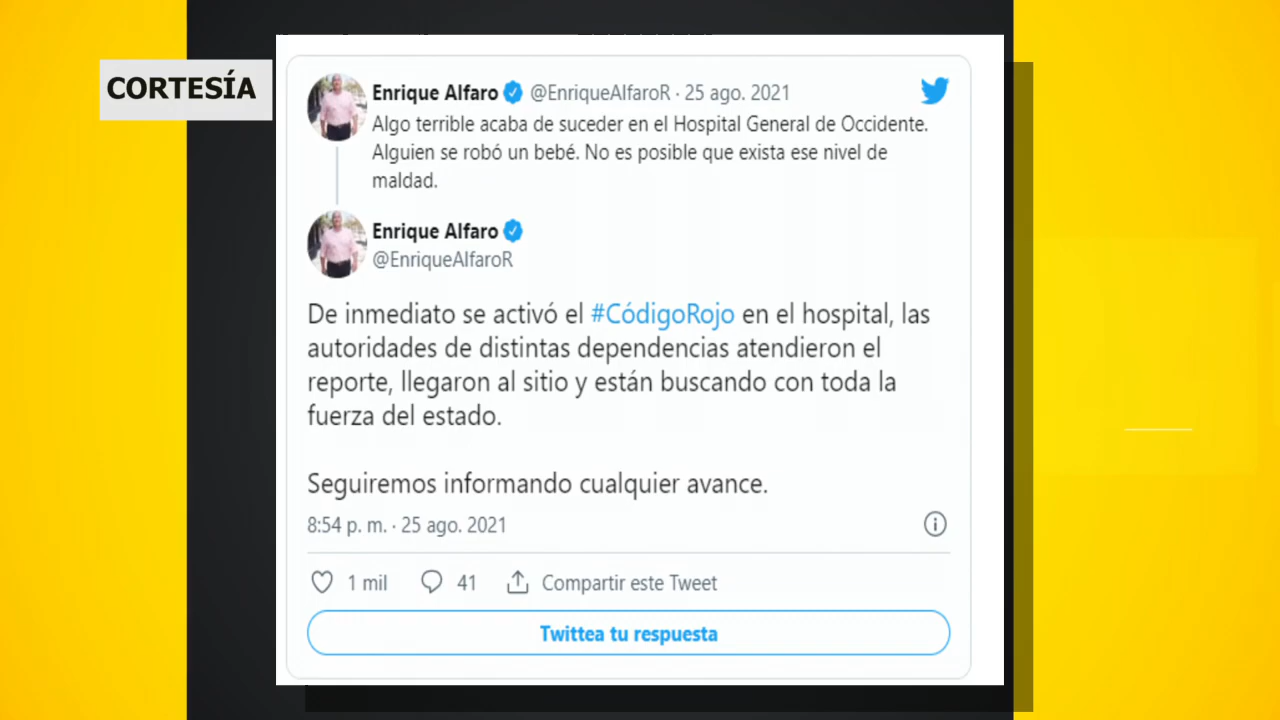 CORTESÍA
Enrique Alfaro @EnriqueAlfaroR · 25 ago. 2021
Algo terrible acaba de suceder en el Hospital General de Occidente.
Alguien se robó un bebé. No es posible que exista ese nivel de
maldad.
Enrique Alfaro
@EnriqueAlfaroR
De inmediato se activó el #CódigoRojo en el hospital, las
autoridades de distintas dependencias atendieron el
reporte, llegaron al sitio y están buscando con toda la
fuerza del estado.
Seguiremos informando cualquier avance.
8:54 p. m. · 25 ago. 2021
1 mil 41 Compartir este Tweet
Twittea tu respuesta